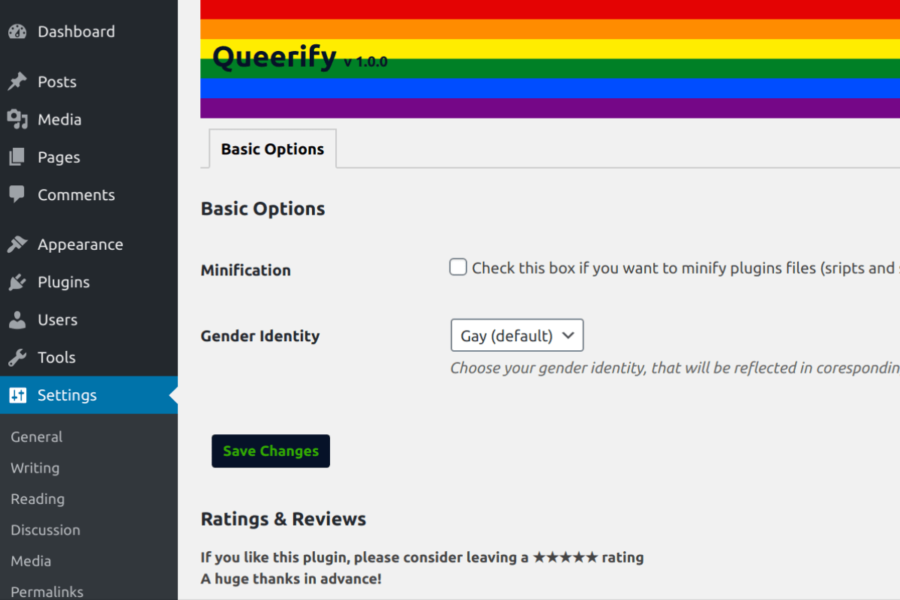 Dashboard
Posts
Media
Pages
Comments
Appearance
Plugins
Users
Tools
Settings
General
Writing
Reading
Discussion
Media
Permalinks
Queerify v 1.0.0
Basic Options
Basic Options
Minification
Check this box if you want to minify plugins files (sripts and
Gender Identity
Gay (default)
Choose your gender identity, that will be reflected in corespondin
Save Changes
Ratings & Reviews
If you like this plugin, please consider leaving a ★★★★★ rating
A huge thanks in advance!